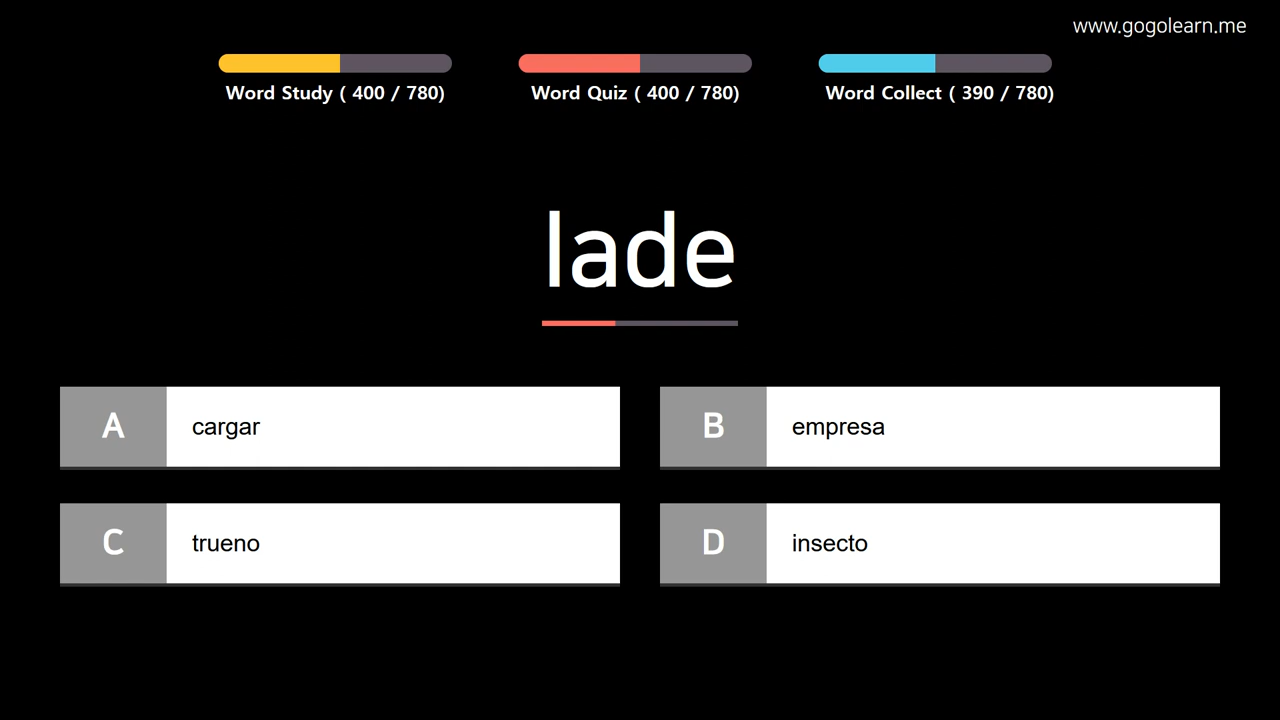 www.gogolearn.me
Word Study ( 400 / 780)
Word Quiz ( 400 / 780)
Word Collect ( 390 / 780)
lade
A cargar
B empresa
C trueno
D insecto